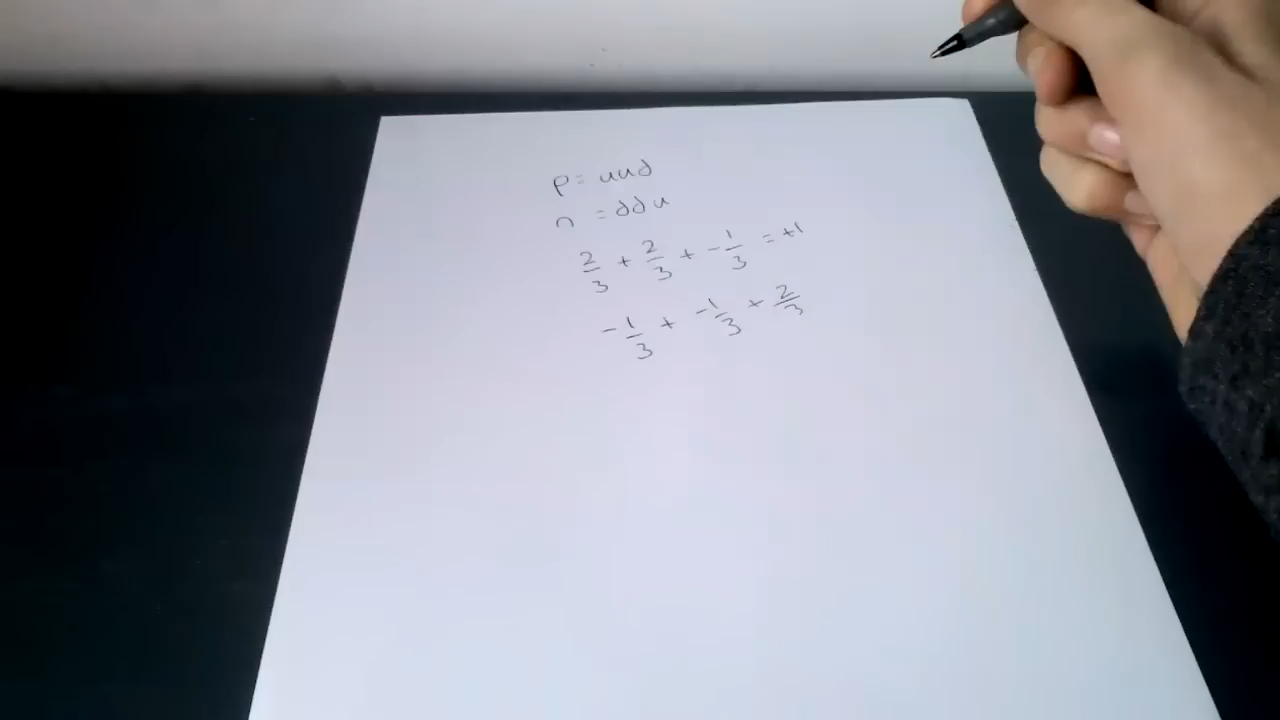 p = uud
n = ddu
2/3 + 2/3 + -1/3 = +1
-1/3 + -1/3 + 2/3